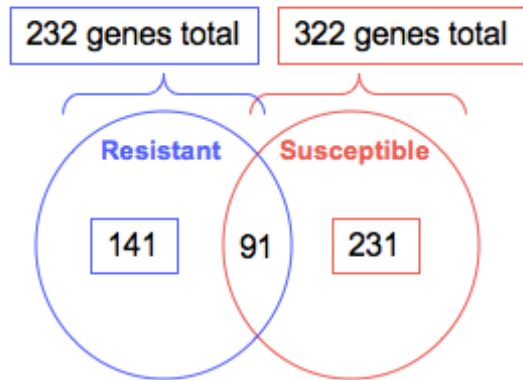 232 genes total 322 genes total
Resistant Susceptible
141 91 231